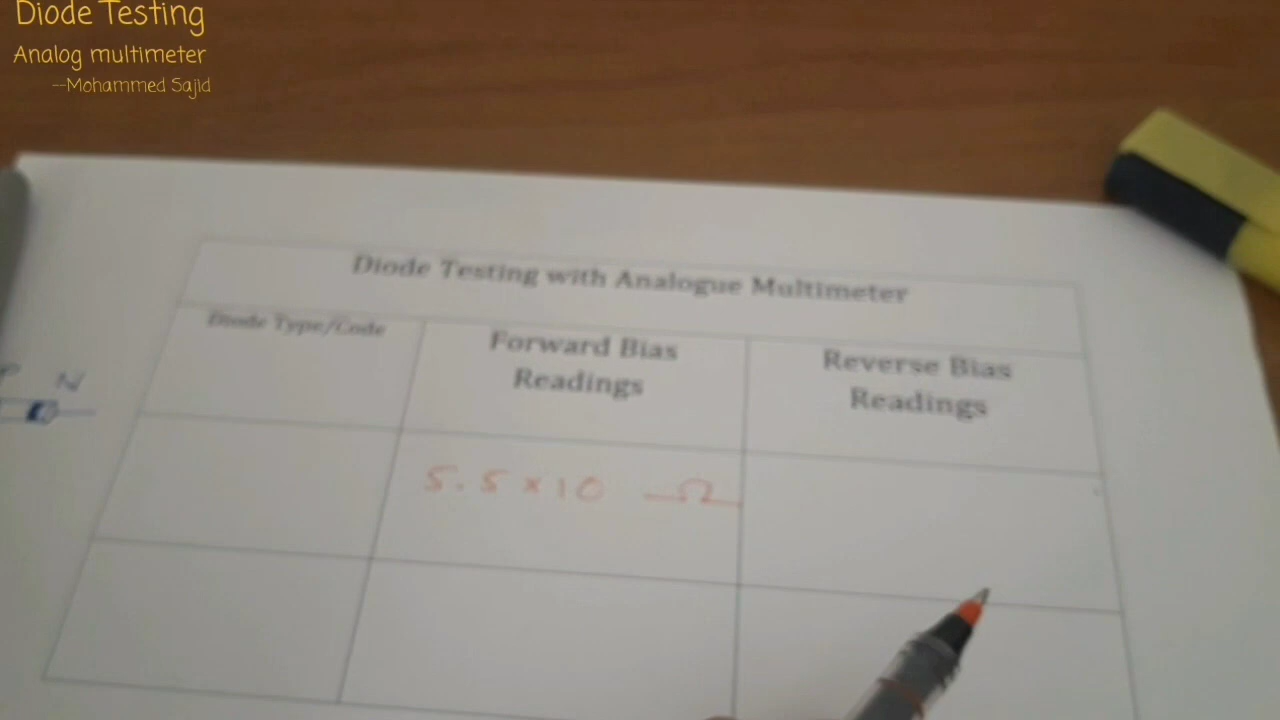 Diode Testing
Analog multimeter
--Mohammed Sajid
Diode Testing with Analogue Multimeter
Diode Type/Code
Forward Bias
Readings
Reverse Bias
Readings
P N
5.5 × 10 Ω